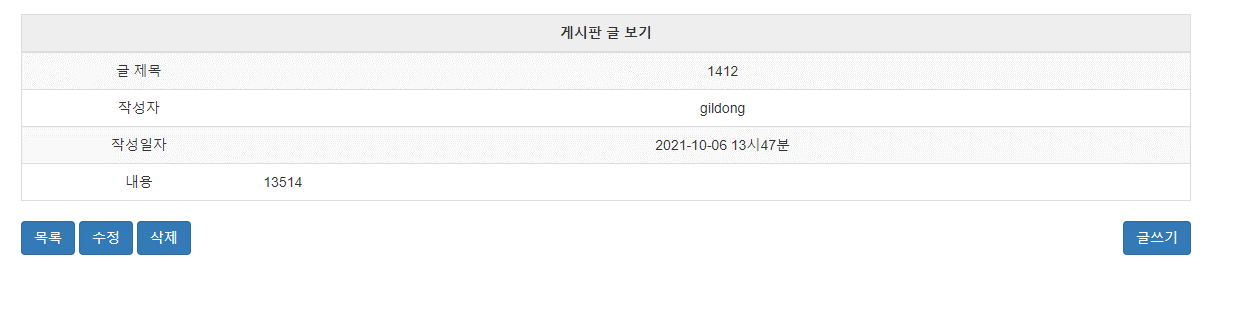 게시판 글 보기
글 제목 1412
작성자 gildong
작성일자 2021-10-06 13시47분
내용 13514
목록 수정 삭제 글쓰기